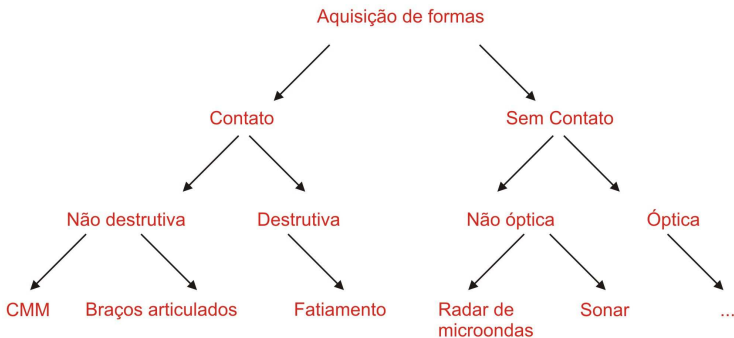 Aquisição de formas
Contato
Sem Contato
Não destrutiva
Destrutiva
Não óptica
Óptica
CMM
Braços articulados
Fatiamento
Radar de
microondas
Sonar
...